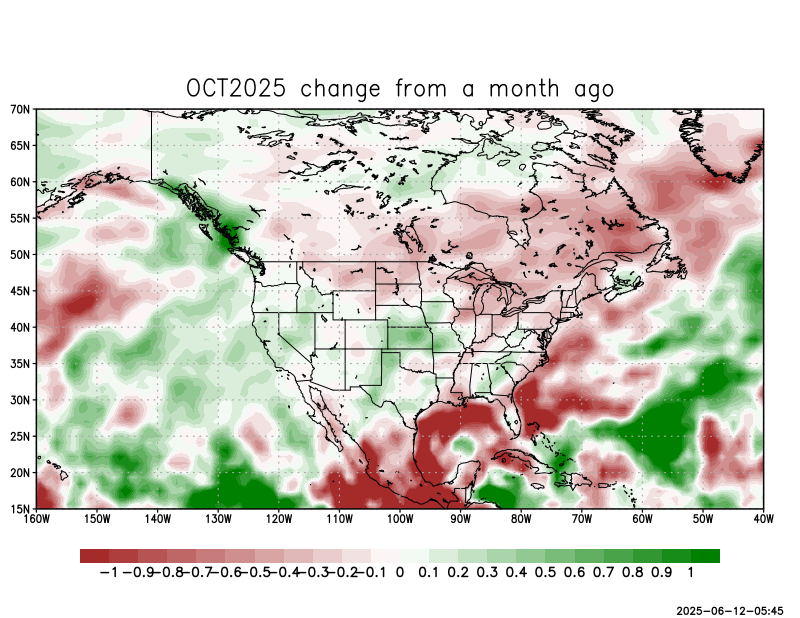 OCT2025 change from a month ago
70N
65N
60N
55N
50N
45N
40N
35N
30N
25N
20N
15N
160W 150W 140W 130W 120W 110W 100W 90W 80W 70W 60W 50W 40W
-1 -0.9 -0.8 -0.7 -0.6 -0.5 -0.4 -0.3 -0.2 -0.1 0 0.1 0.2 0.3 0.4 0.5 0.6 0.7 0.8 0.9 1
2025-06-12-05:45